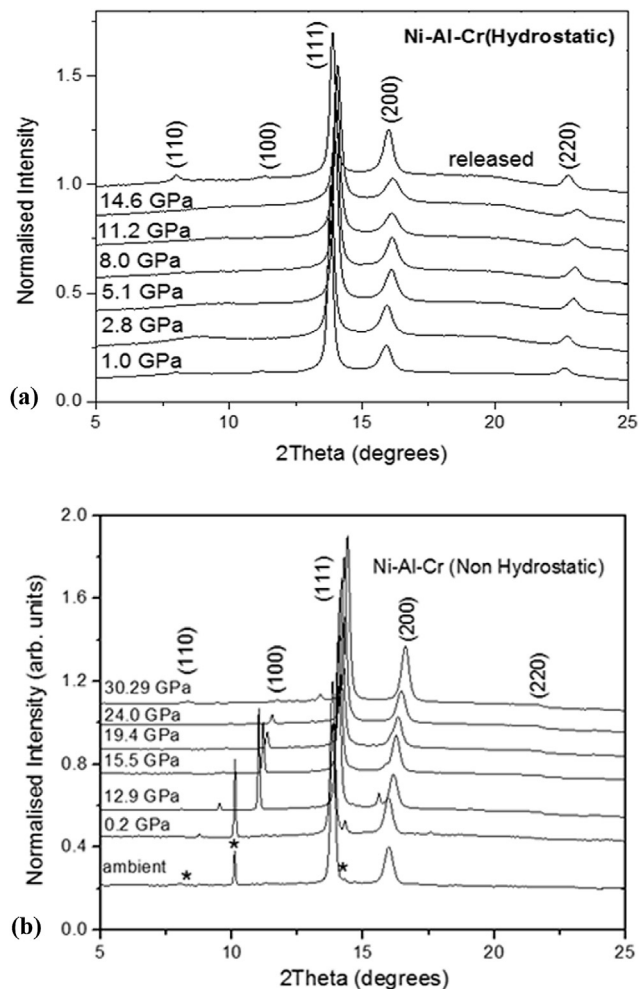 Ni-Al-Cr(Hydrostatic)
(111)
(200)
(110)
(100)
(220)
released
14.6 GPa
11.2 GPa
8.0 GPa
5.1 GPa
2.8 GPa
1.0 GPa
1.5
1.0
0.5
0.0
Normalised Intensity
5
10
15
20
25
2Theta (degrees)
(a)
Ni-Al-Cr (Non Hydrostatic)
(111)
(200)
(110)
(100)
(220)
30.29 GPa
24.0 GPa
19.4 GPa
15.5 GPa
12.9 GPa
0.2 GPa
ambient
*
*
*
2.0
1.6
1.2
0.8
0.4
0.0
Normalised Intensity (arb. units)
5
10
15
20
25
2Theta (degrees)
(b)